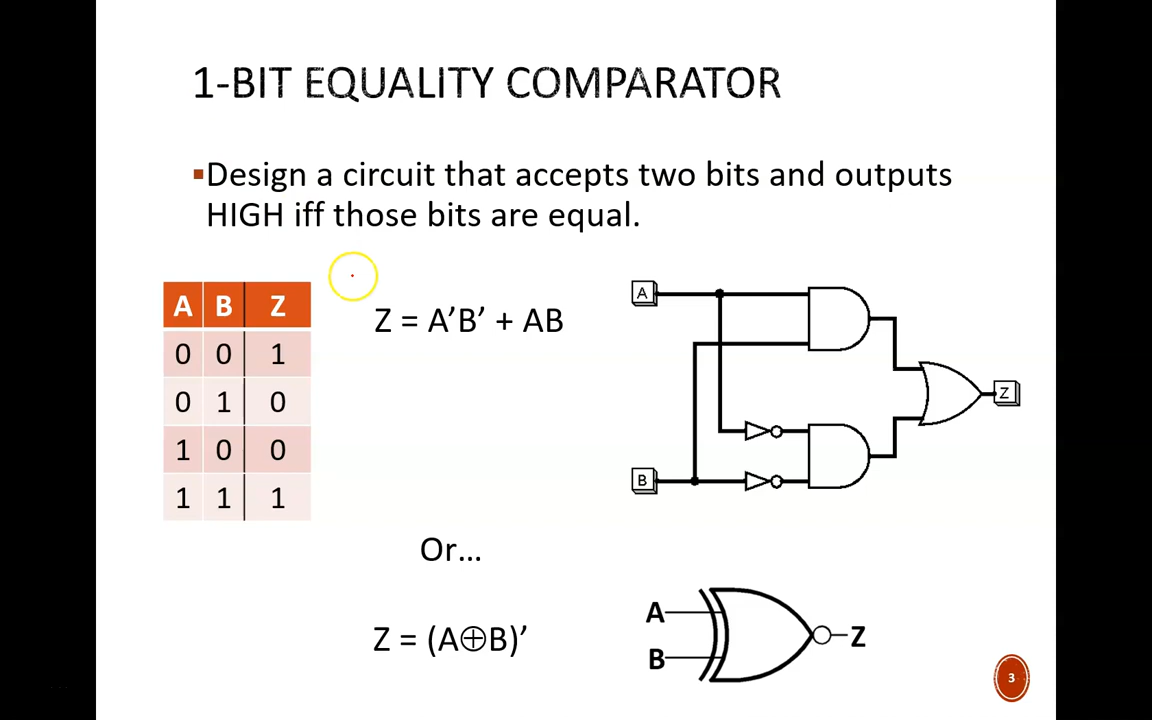 1-BIT EQUALITY COMPARATOR
▪Design a circuit that accepts two bits and outputs
HIGH iff those bits are equal.
A B Z
0 0 1
0 1 0
1 0 0
1 1 1
Z = A’B’ + AB
A
B
Z
Or...
Z = (A⊕B)’
A
B
Z
3